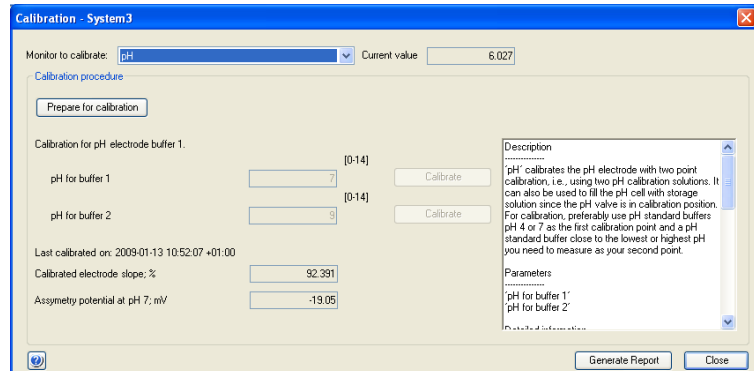 Calibration - System3
Monitor to calibrate: pH Current value 6.027
Calibration procedure
Prepare for calibration
Calibration for pH electrode buffer 1.
[0-14]
pH for buffer 1 7 Calibrate
[0-14]
pH for buffer 2 9 Calibrate
Last calibrated on: 2009-01-13 10:52:07 +01:00
Calibrated electrode slope; % 92.391
Assymetry potential at pH 7; mV -19.05
Description
---------------
'pH' calibrates the pH electrode with two point
calibration, i.e., using two pH calibration solutions. It
can also be used to fill the pH cell with storage
solution since the pH valve is in calibration position.
For calibration, preferably use pH standard buffers
pH 4 or 7 as the first calibration point and a pH
standard buffer close to the lowest or highest pH
you need to measure as your second point.
Parameters
---------------
'pH for buffer 1'
'pH for buffer 2'
Detailed information
Generate Report Close